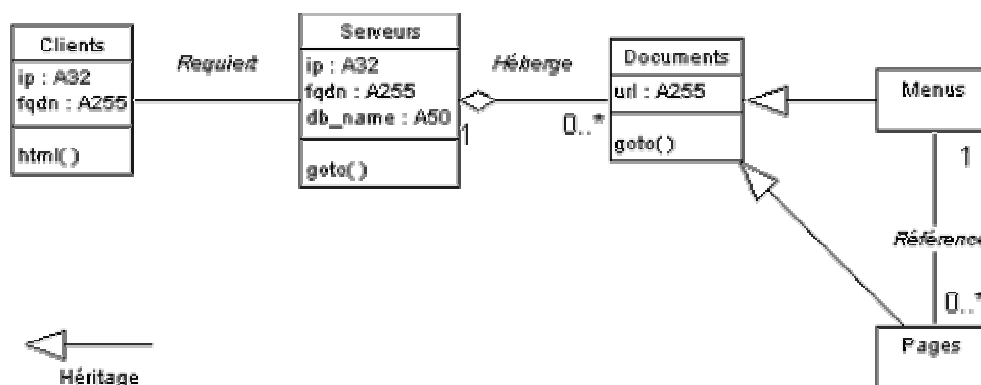 Clients
ip : A32
fqdn : A255
html()
Requiert
Serveurs
ip : A32
fqdn : A255
db_name : A50
goto()
1
Héberge
0..*
Documents
url : A255
goto()
Menus
1
Référence
0..*
Pages
Héritage